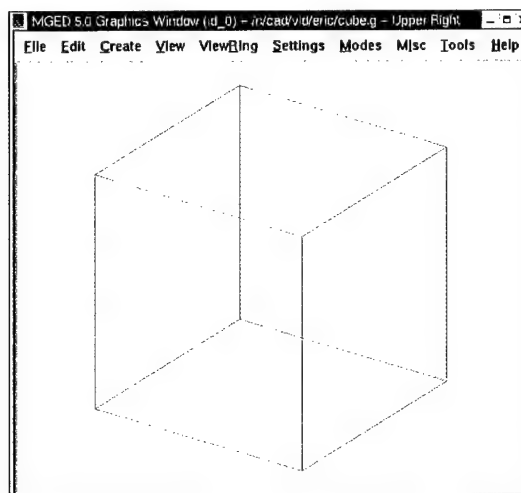 MGED 5.0 Graphics Window (id_0) – /n/cad/vld/eric/cube.g – Upper Right
File Edit Create View ViewRing Settings Modes Misc Tools Help